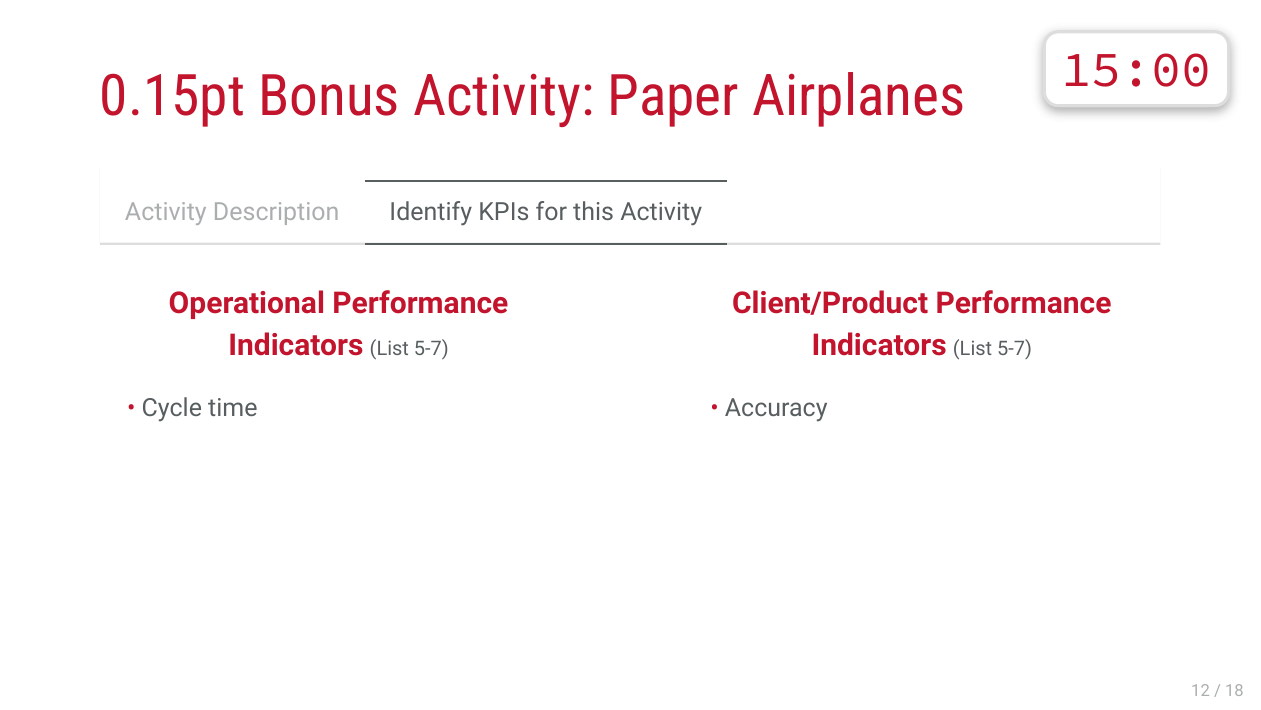 0.15pt Bonus Activity: Paper Airplanes
15:00
Activity Description
Identify KPIs for this Activity
Operational Performance
Indicators (List 5-7)
• Cycle time
Client/Product Performance
Indicators (List 5-7)
• Accuracy
12 / 18